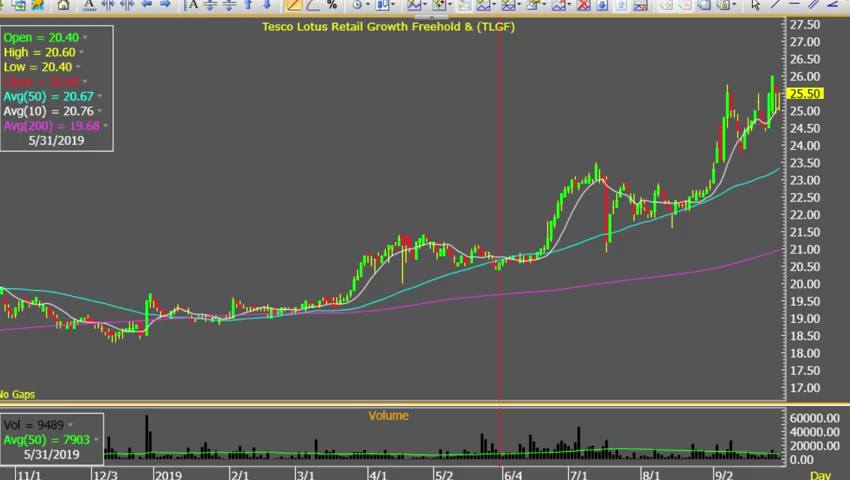 Tesco Lotus Retail Growth Freehold & (TLGF)
Open = 20.40
High = 20.60
Low = 20.40
Close = 20.60
Avg(50) = 20.67
Avg(10) = 20.76
Avg(200) = 19.68
5/31/2019
27.50
27.00
26.50
26.00
25.50
25.00
24.50
24.00
23.50
23.00
22.50
22.00
21.50
21.00
20.50
20.00
19.50
19.00
18.50
18.00
17.50
17.00
No Gaps
Volume
Vol = 9489
Avg(50) = 7903
5/31/2019
60000.00
40000.00
20000.00
0.00
11/1 12/3 2019 2/1 3/1 4/1 5/2 6/4 7/1 8/1 9/2 Day